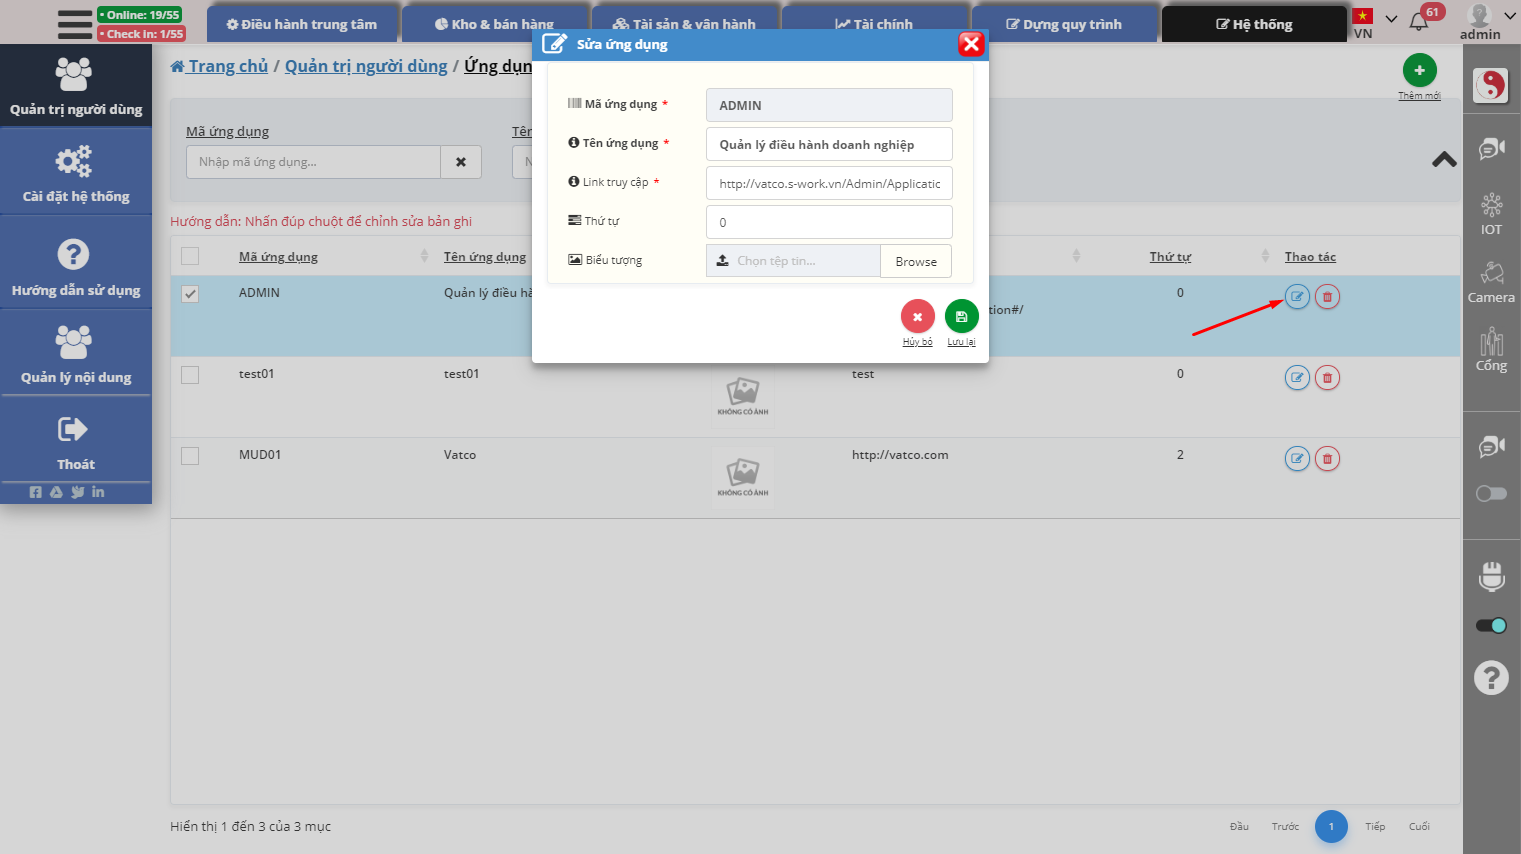 • Online: 19/55
• Check in: 1/55
Điều hành trung tâm
Kho & bán hàng
Tài sản & vận hành
Tài chính
Dựng quy trình
Hệ thống
VN
61
admin
Quản trị người dùng
Cài đặt hệ thống
Hướng dẫn sử dụng
Quản lý nội dung
Thoát
Trang chủ / Quản trị người dùng / Ứng dụn
Thêm mới
Mã ứng dụng
Tên
Nhập mã ứng dụng...
N
Hướng dẫn: Nhấn đúp chuột để chỉnh sửa bản ghi
Mã ứng dụng
Tên ứng dụng
Thứ tự
Thao tác
ADMIN
Quản lý điều hà
tion#/
0
test01
test01
KHÔNG CÓ ẢNH
test
0
MUD01
Vatco
KHÔNG CÓ ẢNH
http://vatco.com
2
Sửa ứng dụng
Mã ứng dụng *
ADMIN
Tên ứng dụng *
Quản lý điều hành doanh nghiệp
Link truy cập *
http://vatco.s-work.vn/Admin/Applicatic
Thứ tự
0
Biểu tượng
Chọn tệp tin...
Browse
Hủy bỏ
Lưu lại
IOT
Camera
Cổng
Hiển thị 1 đến 3 của 3 mục
Đầu
Trước
1
Tiếp
Cuối